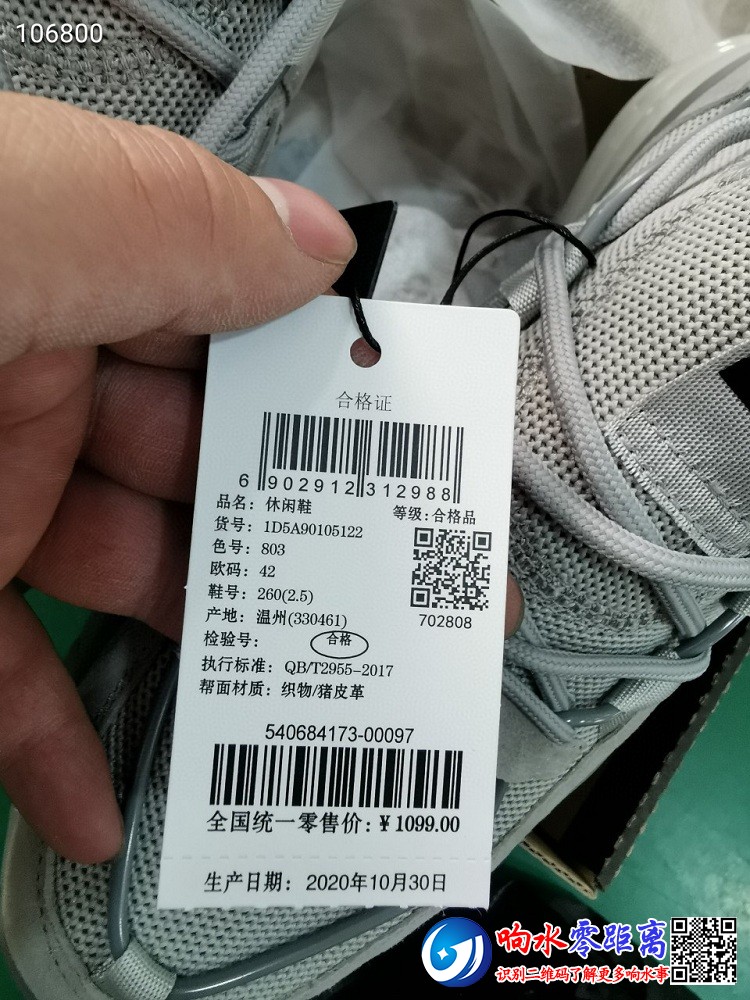 106800
合格证
6 902912 312988
品名: 休闲鞋
等级:合格品
货号: 1D5A90105122
色号: 803
欧码: 42
鞋号: 260(2.5)
702808
产地: 温州(330461)
检验号: 合格
执行标准: QB/T2955-2017
帮面材质: 织物/猪皮革
540684173-00097
全国统一零售价:¥1099.00
生产日期: 2020年10月30日
响水零距离
识别二维码了解更多响水事